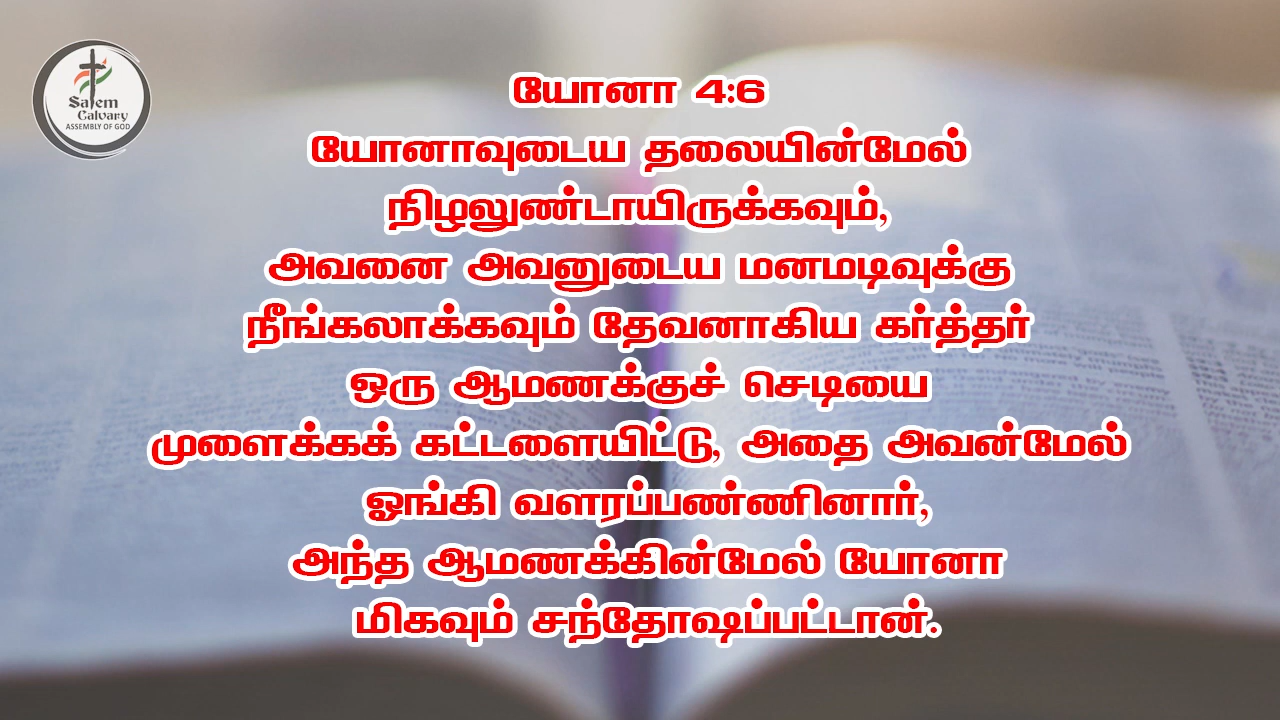 Salem
Calvary
ASSEMBLY OF GOD
யோனா 4:6
யோனாவுடைய தலையின்மேல்
நிழலுண்டாயிருக்கவும்,
அவனை அவனுடைய மனமடிவுக்கு
நீங்கலாக்கவும் தேவனாகிய கர்த்தர்
ஒரு ஆமணக்குச் செடியை
முளைக்கக் கட்டளையிட்டு, அதை அவன்மேல்
ஓங்கி வளரப்பண்ணினார்,
அந்த ஆமணக்கின்மேல் யோனா
மிகவும் சந்தோஷப்பட்டான்.